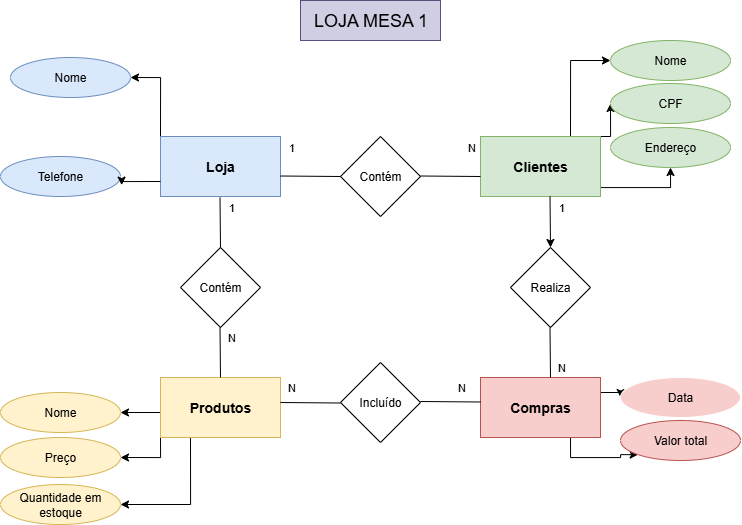 LOJA MESA 1
Nome
Nome
CPF
Endereço
Telefone
Loja
1
Contém
N
Clientes
1
1
Contém
Realiza
N
N
Produtos
N
Incluído
N
Compras
Nome
Preço
Quantidade em
estoque
Data
Valor total